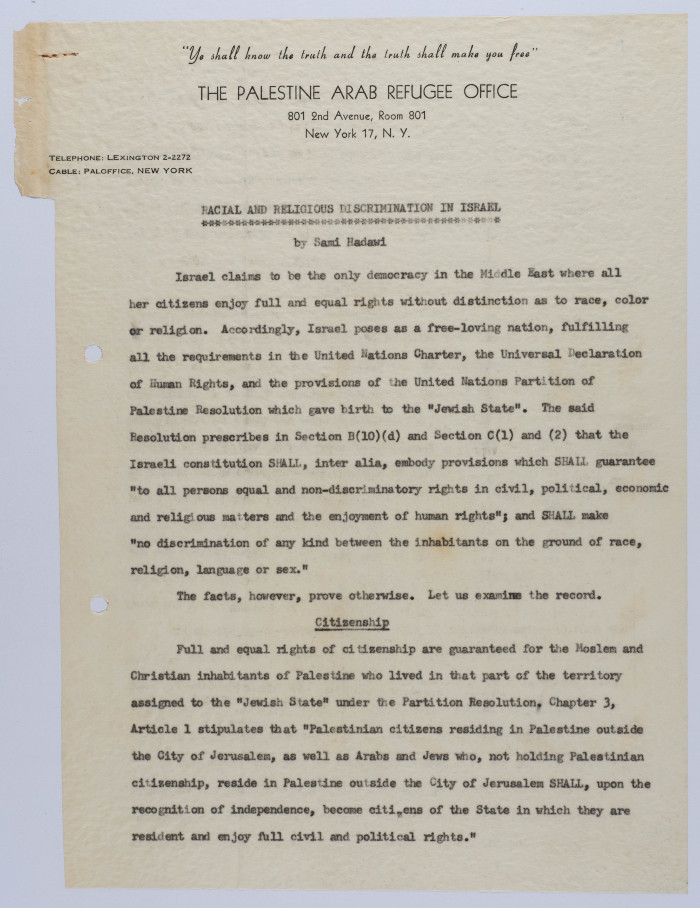 "Ye shall know the truth and the truth shall make you free"
THE PALESTINE ARAB REFUGEE OFFICE
801 2nd Avenue, Room 801
New York 17, N. Y.
TELEPHONE: LEXINGTON 2-2272
CABLE: PALOFFICE, NEW YORK
RACIAL AND RELIGIOUS DISCRIMINATION IN ISRAEL
by Sami Hadawi
Israel claims to be the only democracy in the Middle East where all
her citizens enjoy full and equal rights without distinction as to race, color
or religion. Accordingly, Israel poses as a free-loving nation, fulfilling
all the requirements in the United Nations Charter, the Universal Declaration
of Human Rights, and the provisions of the United Nations Partition of
Palestine Resolution which gave birth to the "Jewish State". The said
Resolution prescribes in Section B(10)(d) and Section C(1) and (2) that the
Israeli constitution SHALL, inter alia, embody provisions which SHALL guarantee
"to all persons equal and non-discriminatory rights in civil, political, economic
and religious matters and the enjoyment of human rights"; and SHALL make
"no discrimination of any kind between the inhabitants on the ground of race,
religion, language or sex."
The facts, however, prove otherwise. Let us examine the record.
Citizenship
Full and equal rights of citizenship are guaranteed for the Moslem and
Christian inhabitants of Palestine who lived in that part of the territory
assigned to the "Jewish State" under the Partition Resolution. Chapter 3,
Article 1 stipulates that "Palestinian citizens residing in Palestine outside
the City of Jerusalem, as well as Arabs and Jews who, not holding Palestinian
citizenship, reside in Palestine outside the City of Jerusalem SHALL, upon the
recognition of independence, become citizens of the State in which they are
resident and enjoy full civil and political rights."